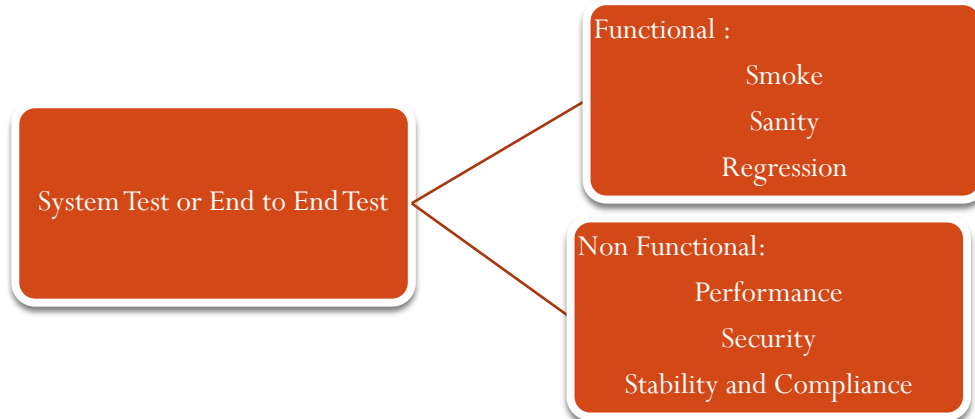 System Test or End to End Test
Functional :
Smoke
Sanity
Regression
Non Functional:
Performance
Security
Stability and Compliance